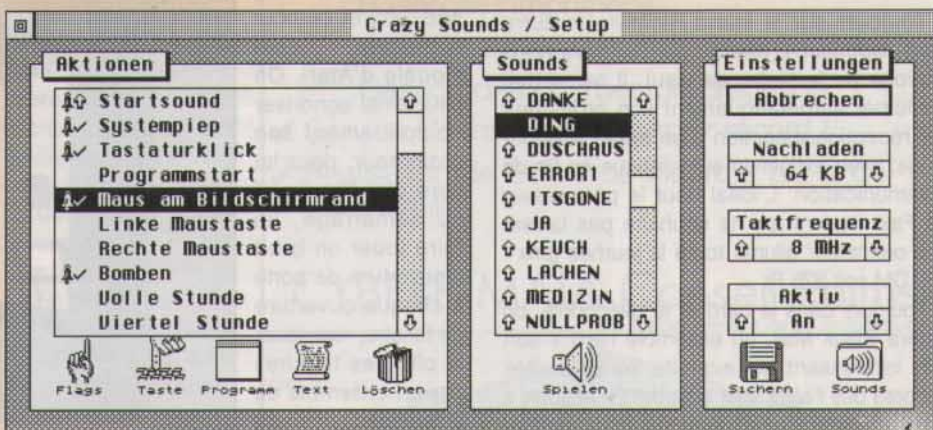 Crazy Sounds / Setup
Aktionen
Startsound
Systempiep
Tastaturklick
Programmstart
Maus am Bildschirmrand
Linke Maustaste
Rechte Maustaste
Bomben
Volle Stunde
Viertel Stunde
Flags Taste Programm Text Löschen
Sounds
DANKE
DING
DUSCHAUS
ERROR1
ITSGONE
JA
KEUCH
LACHEN
MEDIZIN
NULLPROB
Spielen
Einstellungen
Abbrechen
Nachladen
64 KB
Taktfrequenz
8 MHz
Aktiv
An
Sichern Sounds